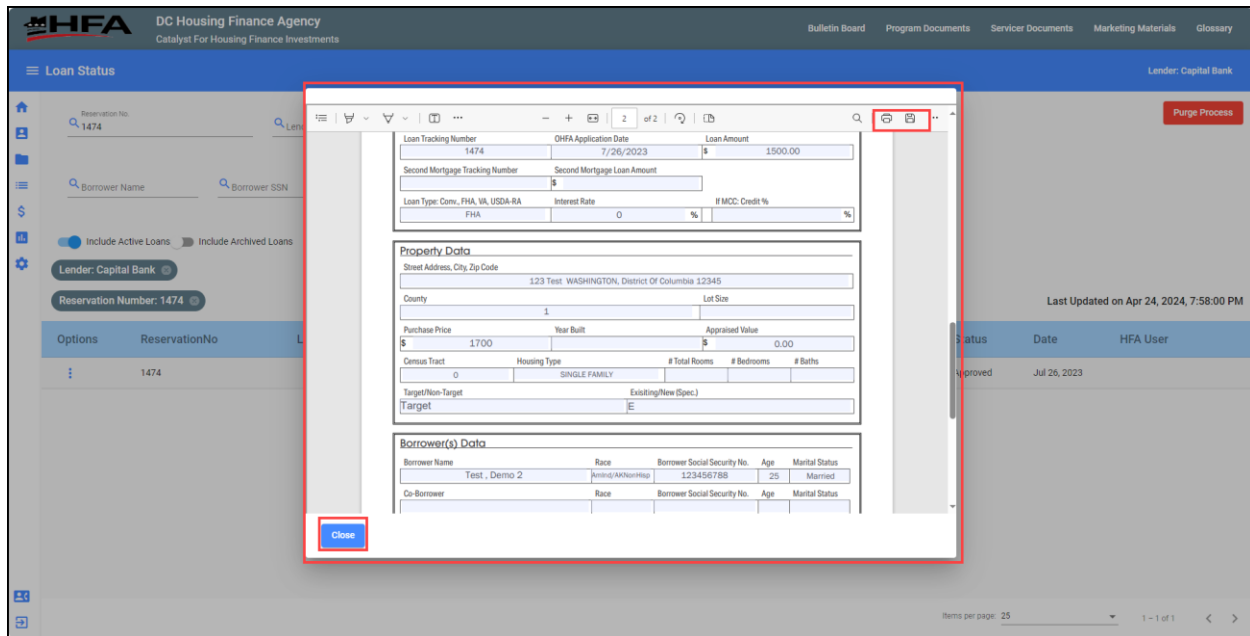 HFA
DC Housing Finance Agency
Catalyst For Housing Finance Investments
Bulletin Board Program Documents Servicer Documents Marketing Materials Glossary
Loan Status
Lender: Capital Bank
Reservation No.
1474
Lend
Purge Process
Borrower Name
Borrower SSN
Include Active Loans
Include Archived Loans
Lender: Capital Bank
Reservation Number: 1474
Last Updated on Apr 24, 2024, 7:58:00 PM
Options ReservationNo L Status Date HFA User
1474 Approved Jul 26, 2023
2 of 2
Loan Tracking Number OHFA Application Date Loan Amount
1474 7/26/2023 $ 1500.00
Second Mortgage Tracking Number Second Mortgage Loan Amount
$
Loan Type: Conv., FHA, VA, USDA-RA Interest Rate If MCC: Credit %
FHA 0 % %
Property Data
Street Address, City, Zip Code
123 Test WASHINGTON, District Of Columbia 12345
County Lot Size
1
Purchase Price Year Built Appraised Value
$ 1700 $ 0.00
Census Tract Housing Type # Total Rooms # Bedrooms # Baths
0 SINGLE FAMILY
Target/Non-Target Exisiting/New (Spec.)
Target E
Borrower(s) Data
Borrower Name Race Borrower Social Security No. Age Marital Status
Test , Demo 2 Amind/AKNonHisp 123456788 25 Married
Co-Borrower Race Borrower Social Security No. Age Marital Status
Close
Items per page: 25 1 – 1 of 1